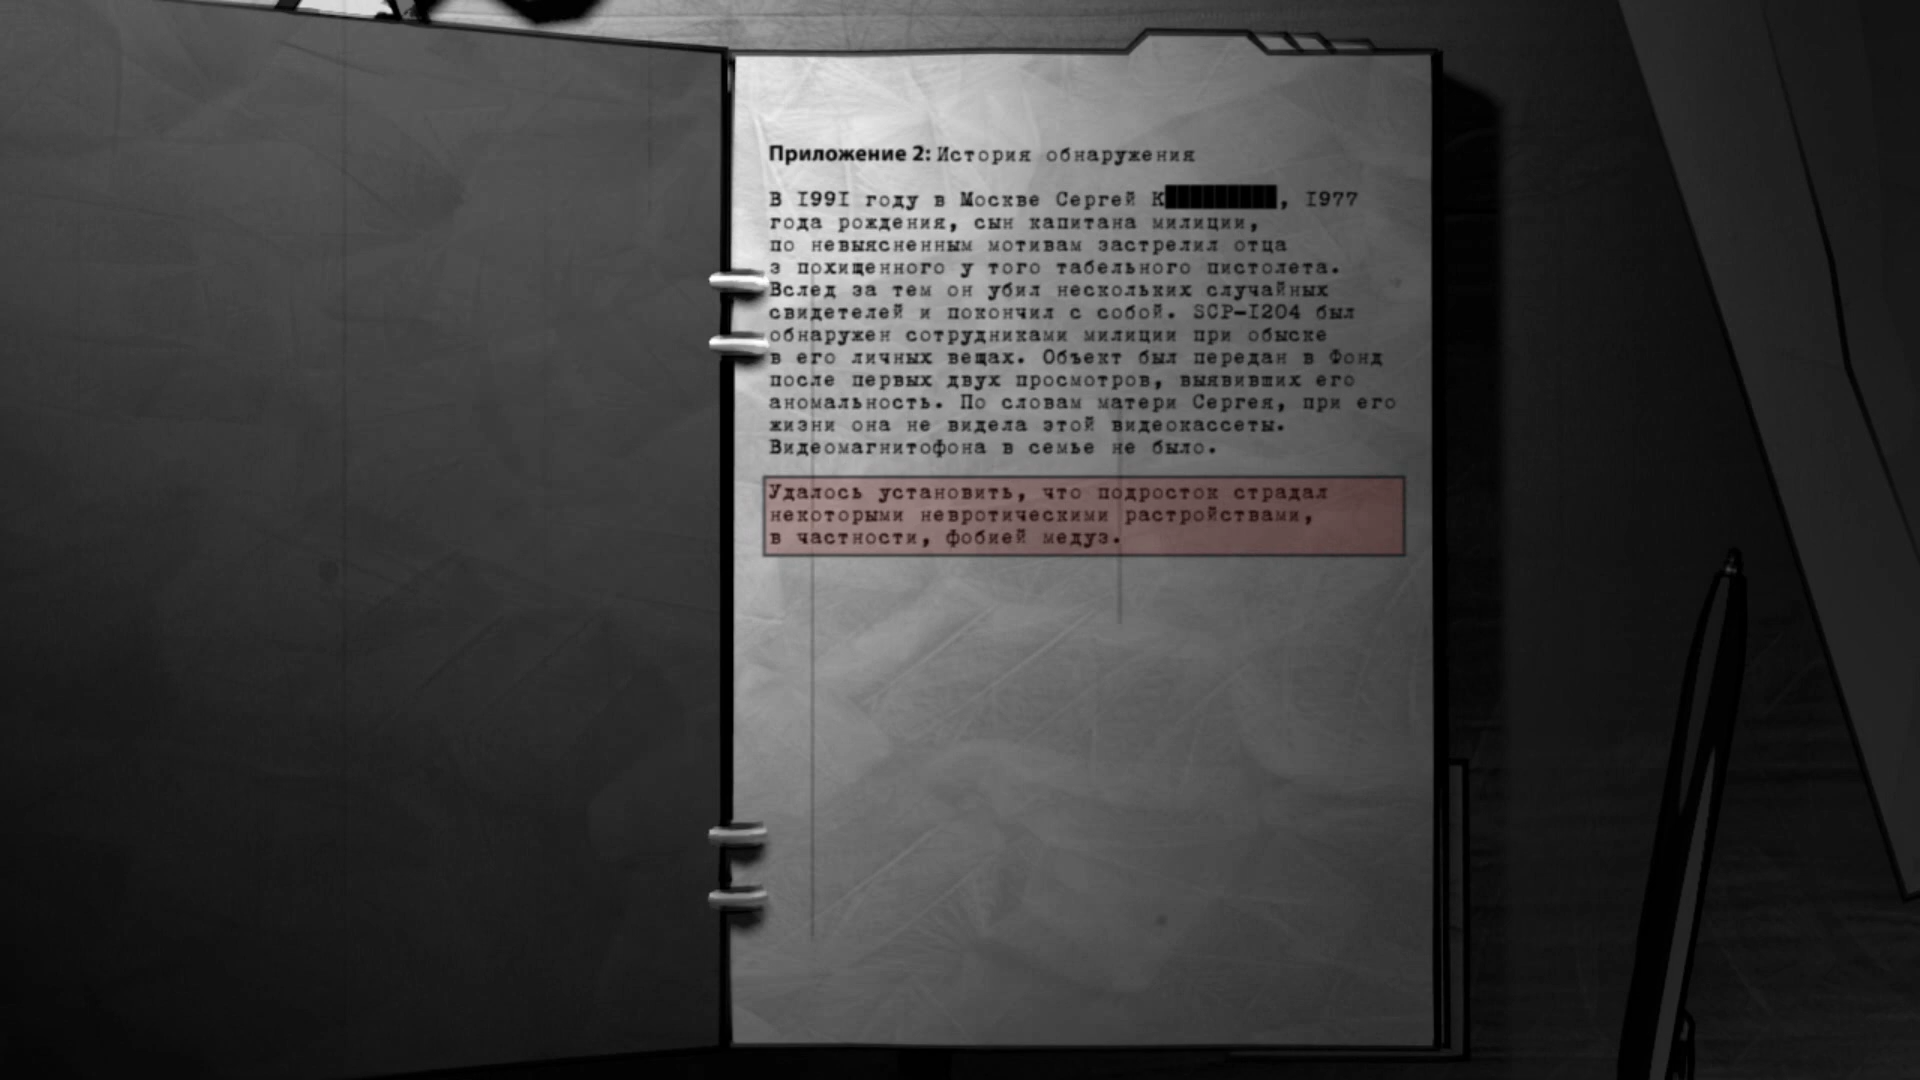 Приложение 2: История обнаружения
В I99I году в Москве Сергей К█████████, I977
года рождения, сын капитана милиции,
по невыясненным мотивам застрелил отца
з похищенного у того табельного пистолета.
Вслед за тем он убил нескольких случайных
свидетелей и покончил с собой. SCP-I204 был
обнаружен сотрудниками милиции при обыске
в его личных вещах. Объект был передан в Фонд
после первых двух просмотров, выявивших его
аномальность. По словам матери Сергея, при его
жизни она не видела этой видеокассеты.
Видеомагнитофона в семье не было.
Удалось установить, что подросток страдал
некоторыми невротическими растройствами,
в частности, фобией медуз.